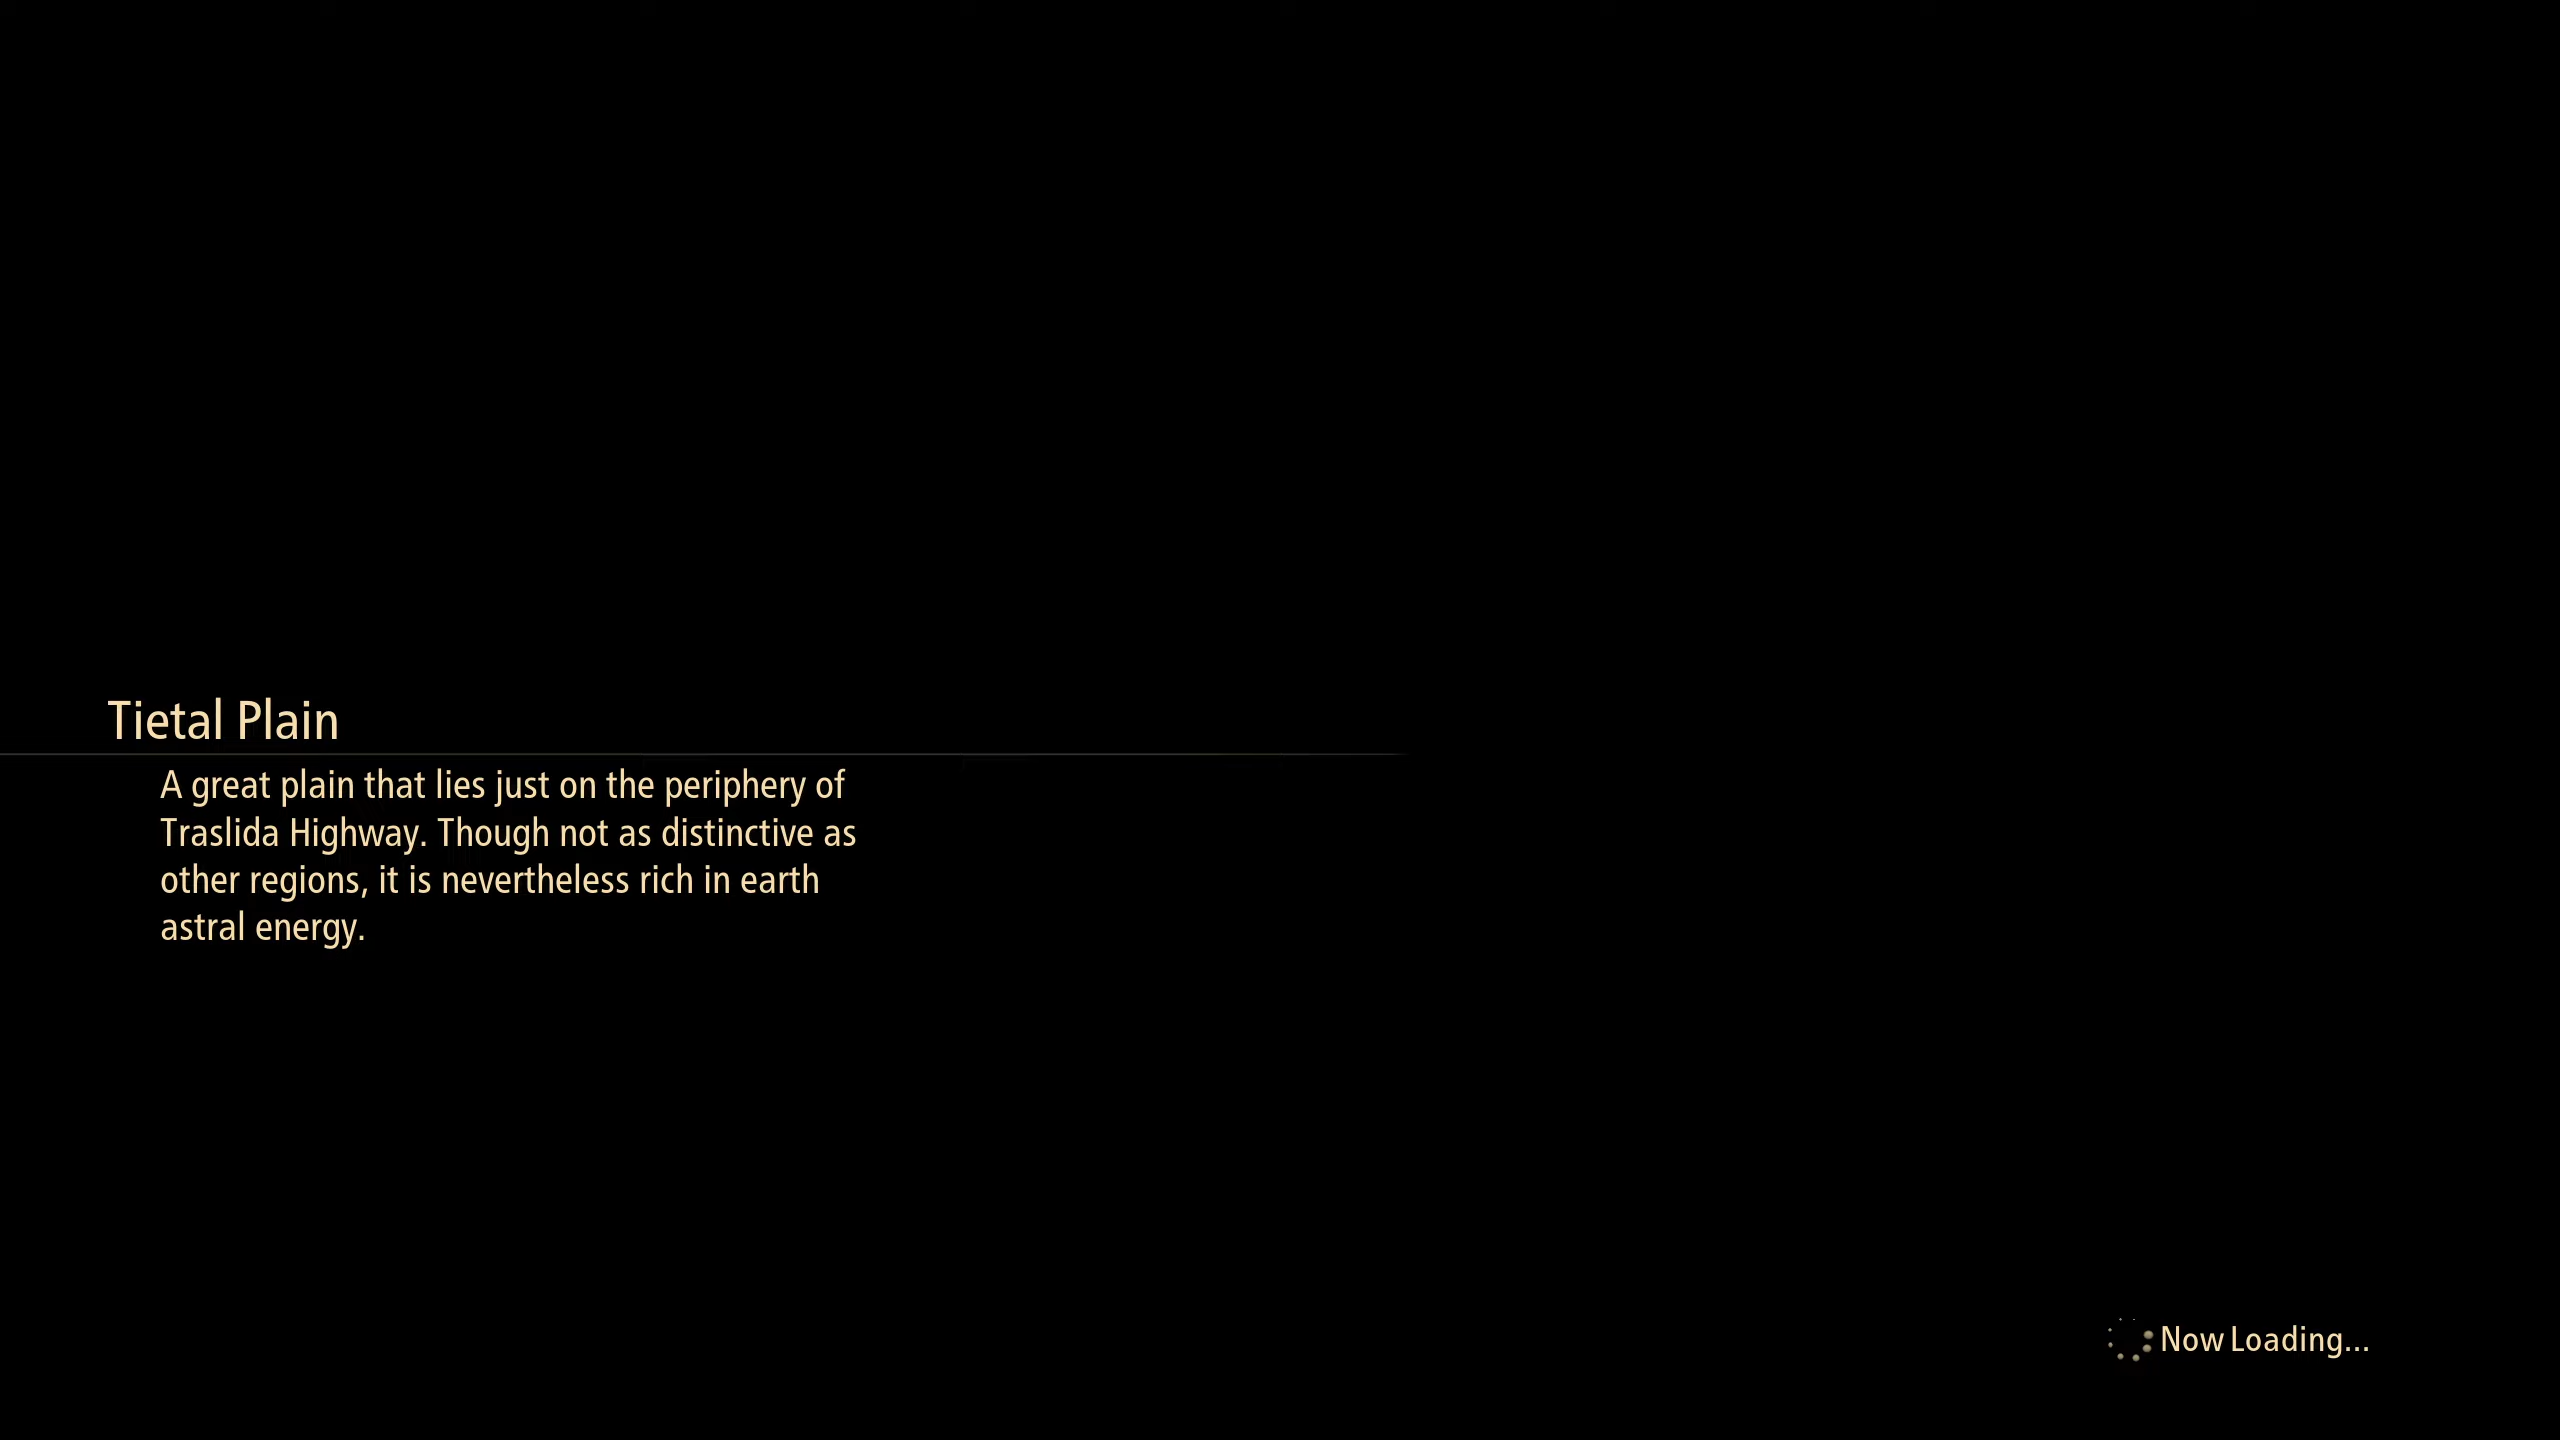 Tietal Plain
A great plain that lies just on the periphery of
Traslida Highway. Though not as distinctive as
other regions, it is nevertheless rich in earth
astral energy.
Now Loading...